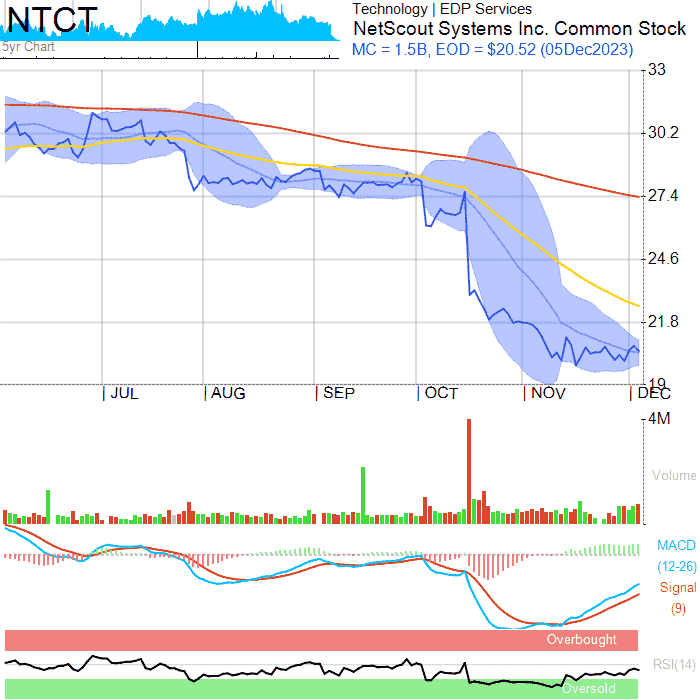 NTCT
Technology | EDP Services
NetScout Systems Inc. Common Stock
5yr Chart
MC = 1.5B, EOD = $20.52 (05Dec2023)
33
30.2
27.4
24.6
21.8
19
| JUL | AUG | SEP | OCT | NOV | DEC
4M
Volume
MACD
(12-26)
Signal
(9)
Overbought
RSI(14)
Oversold